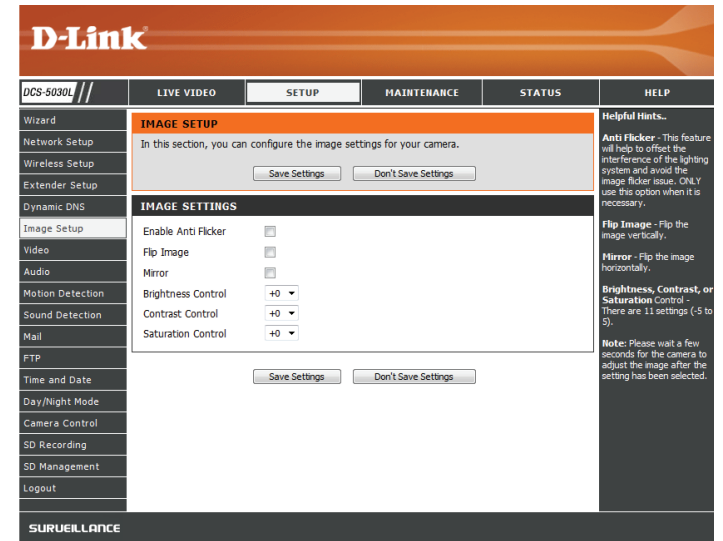 D-Link
DCS-5030L
LIVE VIDEO
SETUP
MAINTENANCE
STATUS
HELP
Wizard
Network Setup
Wireless Setup
Extender Setup
Dynamic DNS
Image Setup
Video
Audio
Motion Detection
Sound Detection
Mail
FTP
Time and Date
Day/Night Mode
Camera Control
SD Recording
SD Management
Logout
IMAGE SETUP
In this section, you can configure the image settings for your camera.
Save Settings
Don't Save Settings
IMAGE SETTINGS
Enable Anti Flicker
Flip Image
Mirror
Brightness Control +0
Contrast Control +0
Saturation Control +0
Save Settings
Don't Save Settings
Helpful Hints..
Anti Flicker - This feature
will help to offset the
interference of the lighting
system and avoid the
image flicker issue. ONLY
use this option when it is
necessary.
Flip Image - Flip the
image vertically.
Mirror - Flip the image
horizontally.
Brightness, Contrast, or
Saturation Control -
There are 11 settings (-5 to
5).
Note: Please wait a few
seconds for the camera to
adjust the image after the
setting has been selected.
SURVEILLANCE